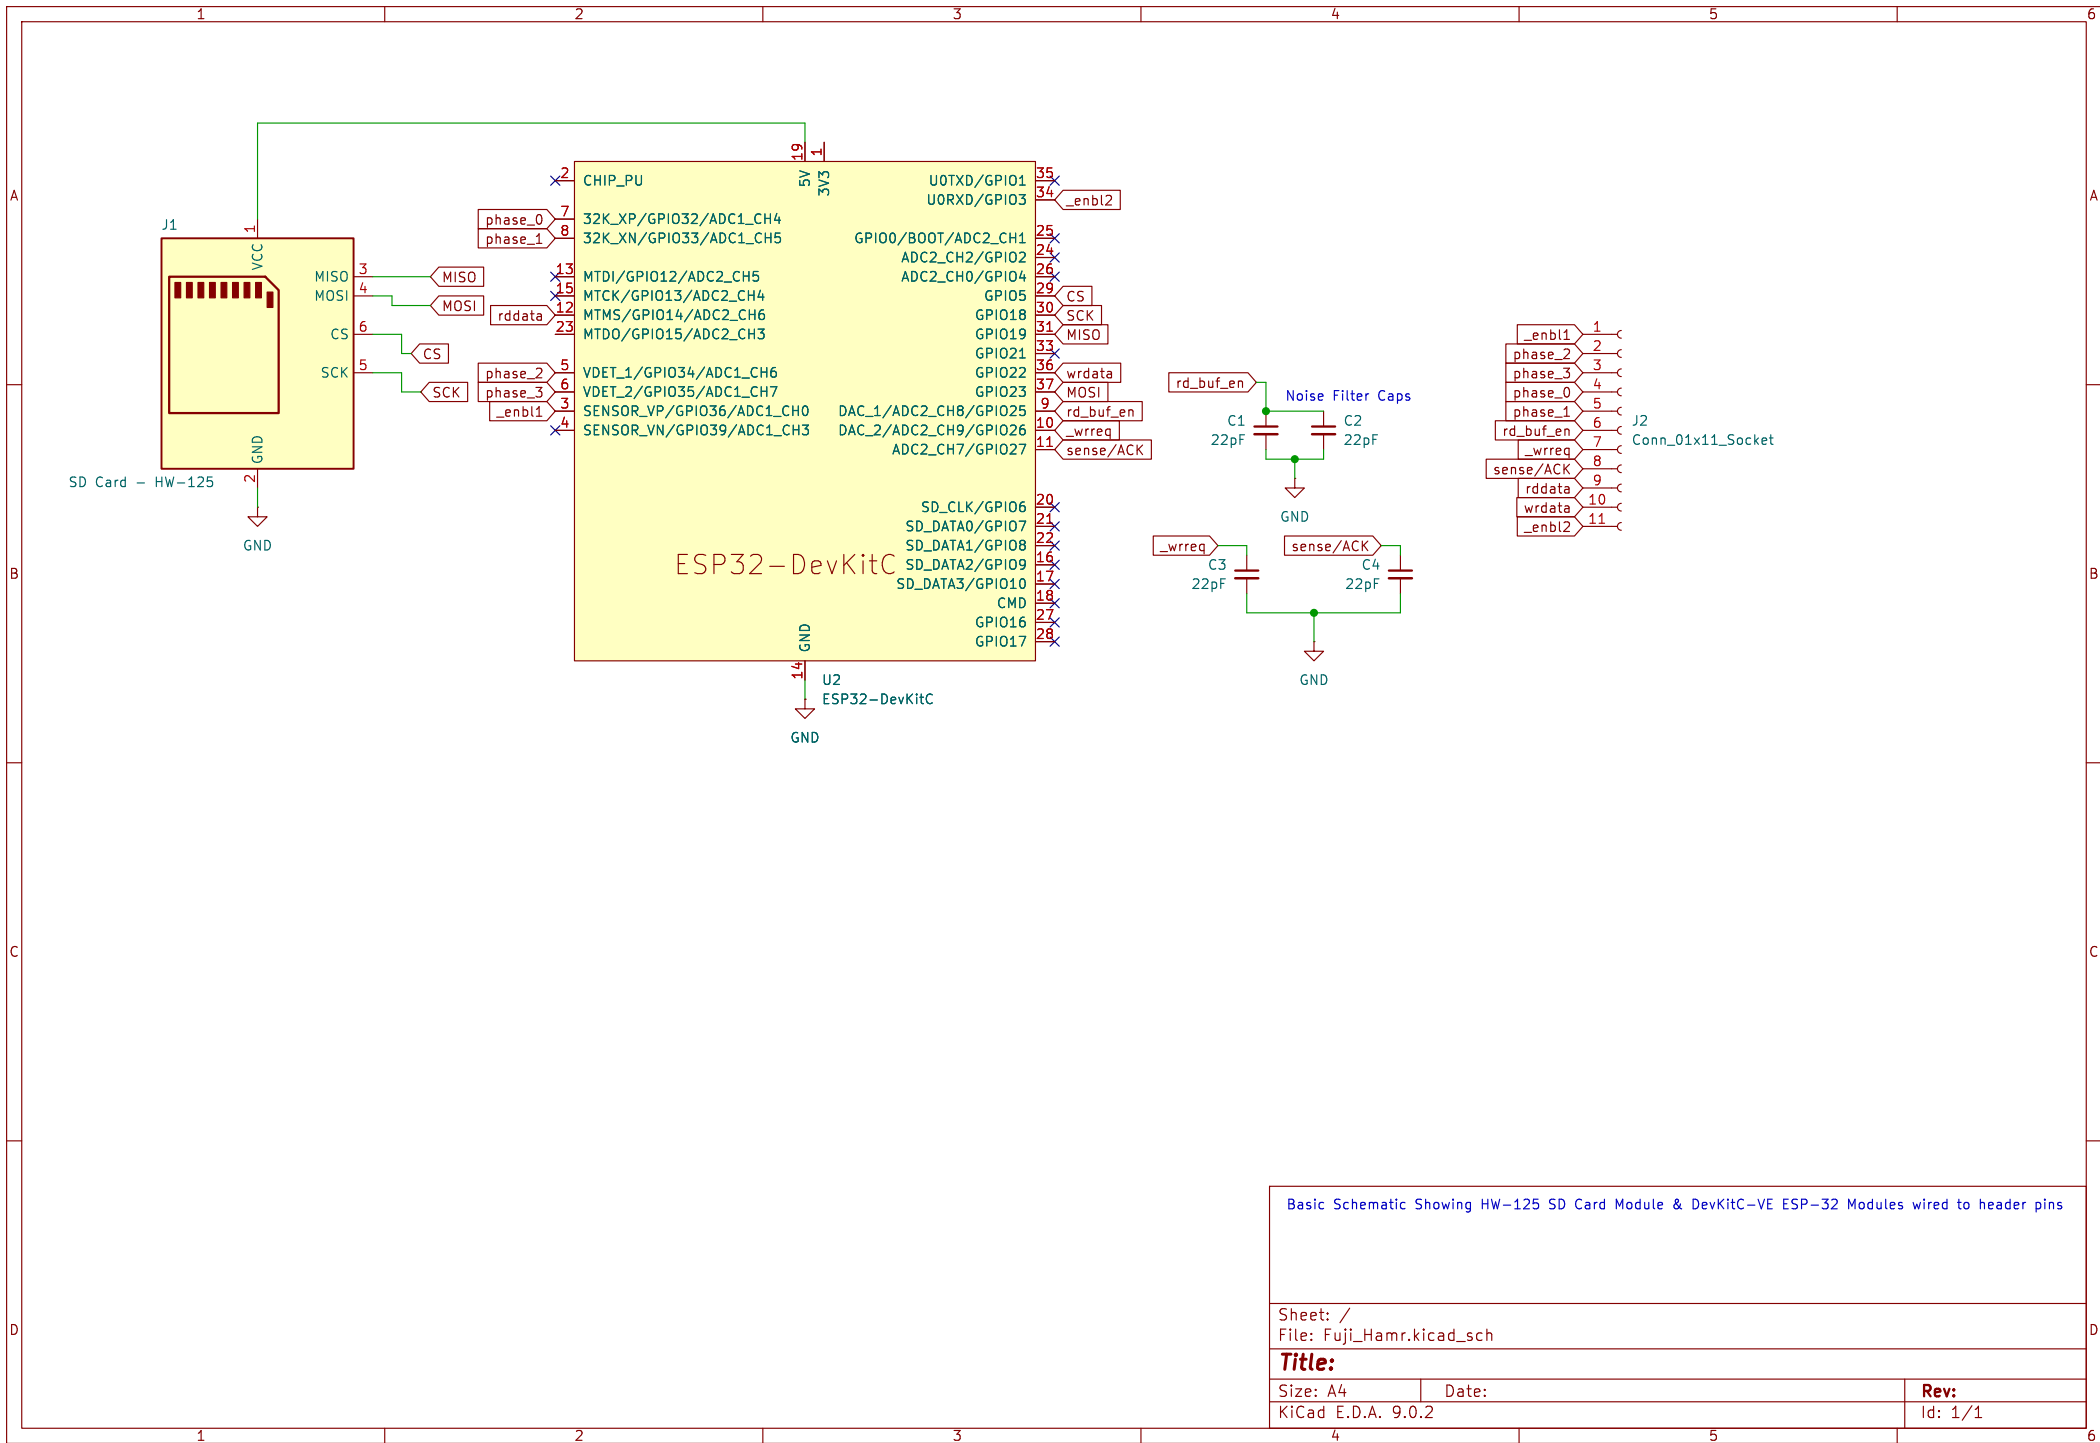 1 2 3 4 5 6
A A
B B
C C
D D
J1
1
VCC
MISO 3 MISO
MOSI 4 MOSI
CS 6 CS
SCK 5 SCK
GND
2
SD Card - HW-125
GND
19 1
5V 3V3
2 CHIP_PU
phase_0 7 32K_XP/GPIO32/ADC1_CH4
phase_1 8 32K_XN/GPIO33/ADC1_CH5
13 MTDI/GPIO12/ADC2_CH5
15 MTCK/GPIO13/ADC2_CH4
rddata 12 MTMS/GPIO14/ADC2_CH6
23 MTDO/GPIO15/ADC2_CH3
phase_2 5 VDET_1/GPIO34/ADC1_CH6
phase_3 6 VDET_2/GPIO35/ADC1_CH7
_enbl1 3 SENSOR_VP/GPIO36/ADC1_CH0
4 SENSOR_VN/GPIO39/ADC1_CH3
U0TXD/GPIO1 35
U0RXD/GPIO3 34 _enbl2
GPIO0/BOOT/ADC2_CH1 25
ADC2_CH2/GPIO2 24
ADC2_CH0/GPIO4 26
GPIO5 29 CS
GPIO18 30 SCK
GPIO19 31 MISO
GPIO21 33
GPIO22 36 wrdata
GPIO23 37 MOSI
DAC_1/ADC2_CH8/GPIO25 9 rd_buf_en
DAC_2/ADC2_CH9/GPIO26 10 _wrreq
ADC2_CH7/GPIO27 11 sense/ACK
SD_CLK/GPIO6 20
SD_DATA0/GPIO7 21
SD_DATA1/GPIO8 22
SD_DATA2/GPIO9 16
SD_DATA3/GPIO10 17
CMD 18
GPIO16 27
GPIO17 28
ESP32-DevKitC
GND
14
U2
ESP32-DevKitC
GND
rd_buf_en
Noise Filter Caps
C1 C2
22pF 22pF
GND
_wrreq sense/ACK
C3 C4
22pF 22pF
GND
_enbl1 1
phase_2 2
phase_3 3
phase_0 4
phase_1 5
rd_buf_en 6
_wrreq 7
sense/ACK 8
rddata 9
wrdata 10
_enbl2 11
J2
Conn_01x11_Socket
Basic Schematic Showing HW-125 SD Card Module & DevKitC-VE ESP-32 Modules wired to header pins
Sheet: /
File: Fuji_Hamr.kicad_sch
Title:
Size: A4 Date: Rev:
KiCad E.D.A. 9.0.2 Id: 1/1
1 2 3 4 5 6